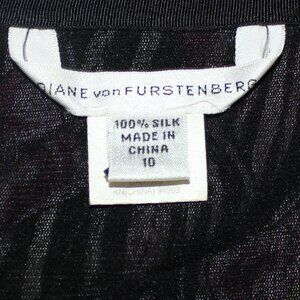 DIANE von FURSTENBERG
100% SILK
MADE IN
CHINA
10